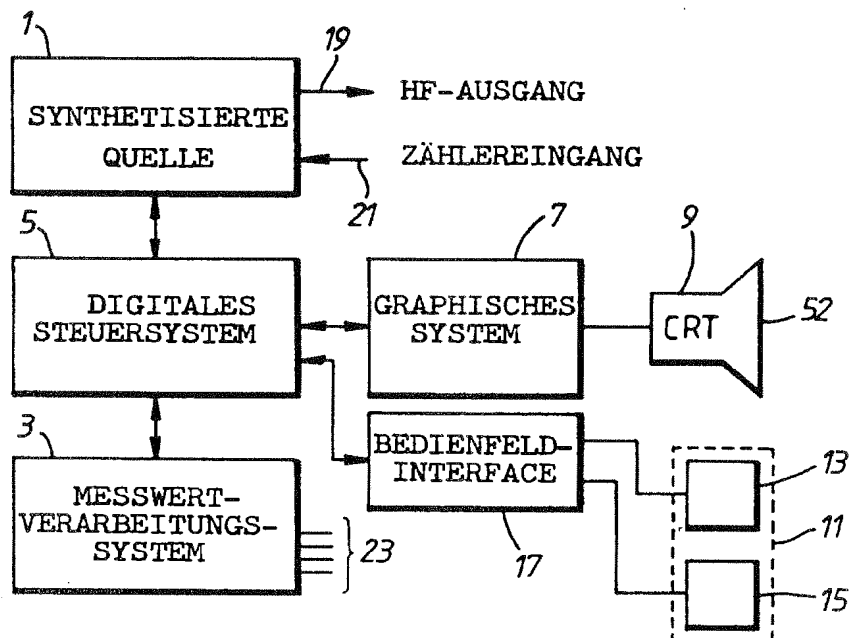 1
19
SYNTHETISIERTE
QUELLE
HF-AUSGANG
ZÄHLEREINGANG
21
5
DIGITALES
STEUERSYSTEM
7
GRAPHISCHES
SYSTEM
9
CRT
52
3
MESSWERT-
VERARBEITUNGS-
SYSTEM
23
BEDIENFELD-
INTERFACE
17
13
11
15